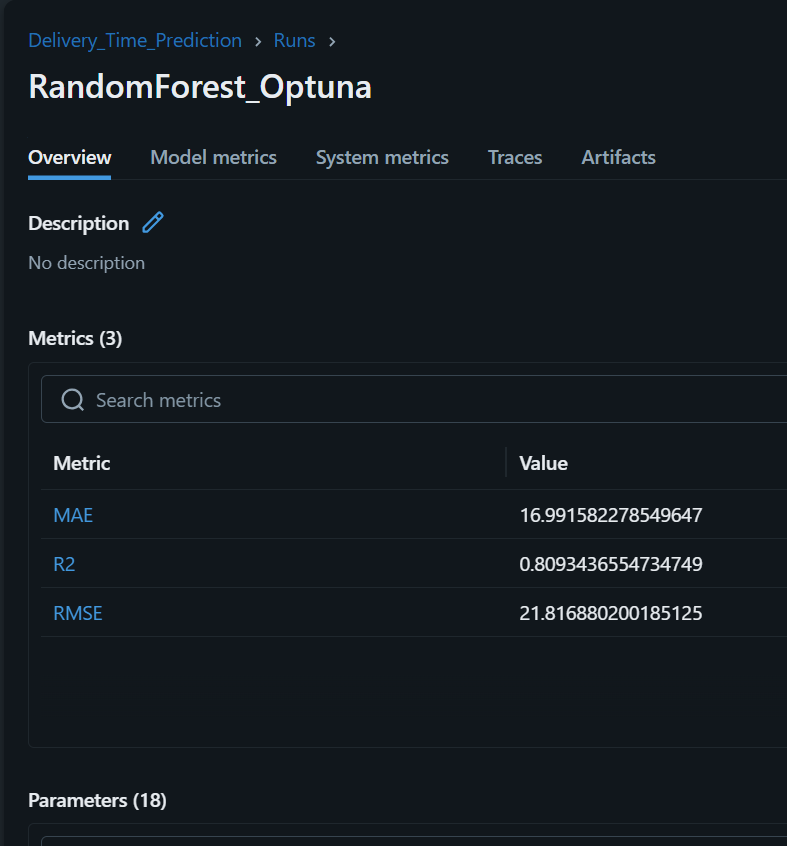 Delivery_Time_Prediction › Runs ›
RandomForest_Optuna
Overview Model metrics System metrics Traces Artifacts
Description
No description
Metrics (3)
Search metrics
Metric Value
MAE 16.991582278549647
R2 0.8093436554734749
RMSE 21.816880200185125
Parameters (18)